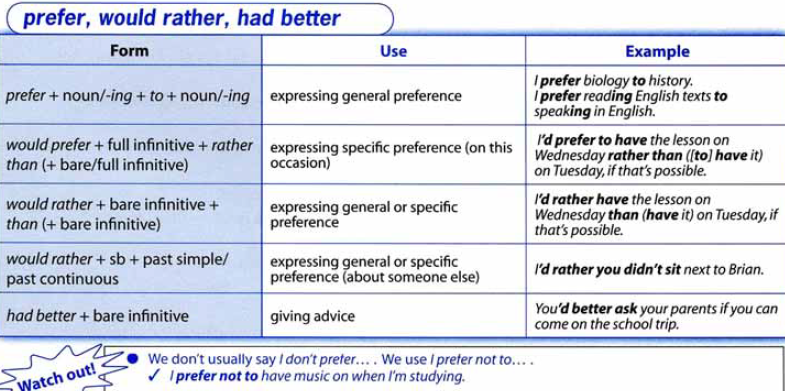 prefer, would rather, had better
Form
Use
Example
prefer + noun/-ing + to + noun/-ing
expressing general preference
I prefer biology to history.
I prefer reading English texts to
speaking in English.
would prefer + full infinitive + rather
than (+ bare/full infinitive)
expressing specific preference (on this
occasion)
I'd prefer to have the lesson on
Wednesday rather than ([to] have it)
on Tuesday, if that's possible.
would rather + bare infinitive +
than (+ bare infinitive)
expressing general or specific
preference
I'd rather have the lesson on
Wednesday than (have it) on Tuesday, if
that's possible.
would rather + sb + past simple/
past continuous
expressing general or specific
preference (about someone else)
I'd rather you didn't sit next to Brian.
had better + bare infinitive
giving advice
You'd better ask your parents if you can
come on the school trip.
Watch out!
● We don't usually say I don't prefer… . We use I prefer not to… .
✓ I prefer not to have music on when I'm studying.